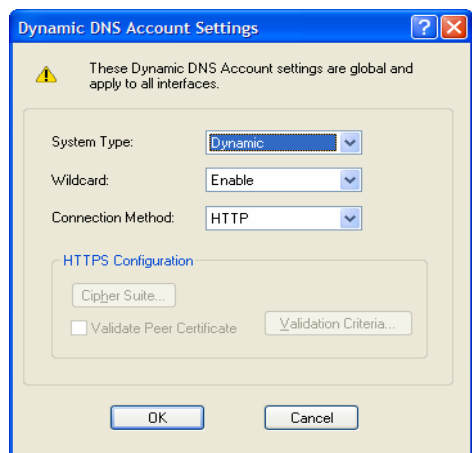 Dynamic DNS Account Settings
These Dynamic DNS Account settings are global and
apply to all interfaces.
System Type: Dynamic
Wildcard: Enable
Connection Method: HTTP
HTTPS Configuration
Cipher Suite...
Validate Peer Certificate Validation Criteria...
OK Cancel